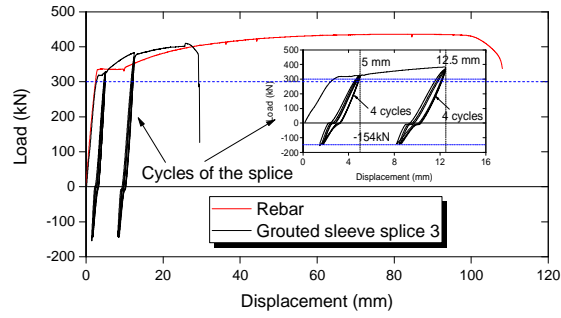 500
400
300
200
100
0
-100
-200
0 20 40 60 80 100 120
Load (kN)
Displacement (mm)
Cycles of the splice
Rebar
Grouted sleeve splice 3
500
400
300
200
100
0
-100
-200
0 4 8 12 16
Load (kN)
Displacement (mm)
5 mm
12.5 mm
4 cycles
4 cycles
-154kN